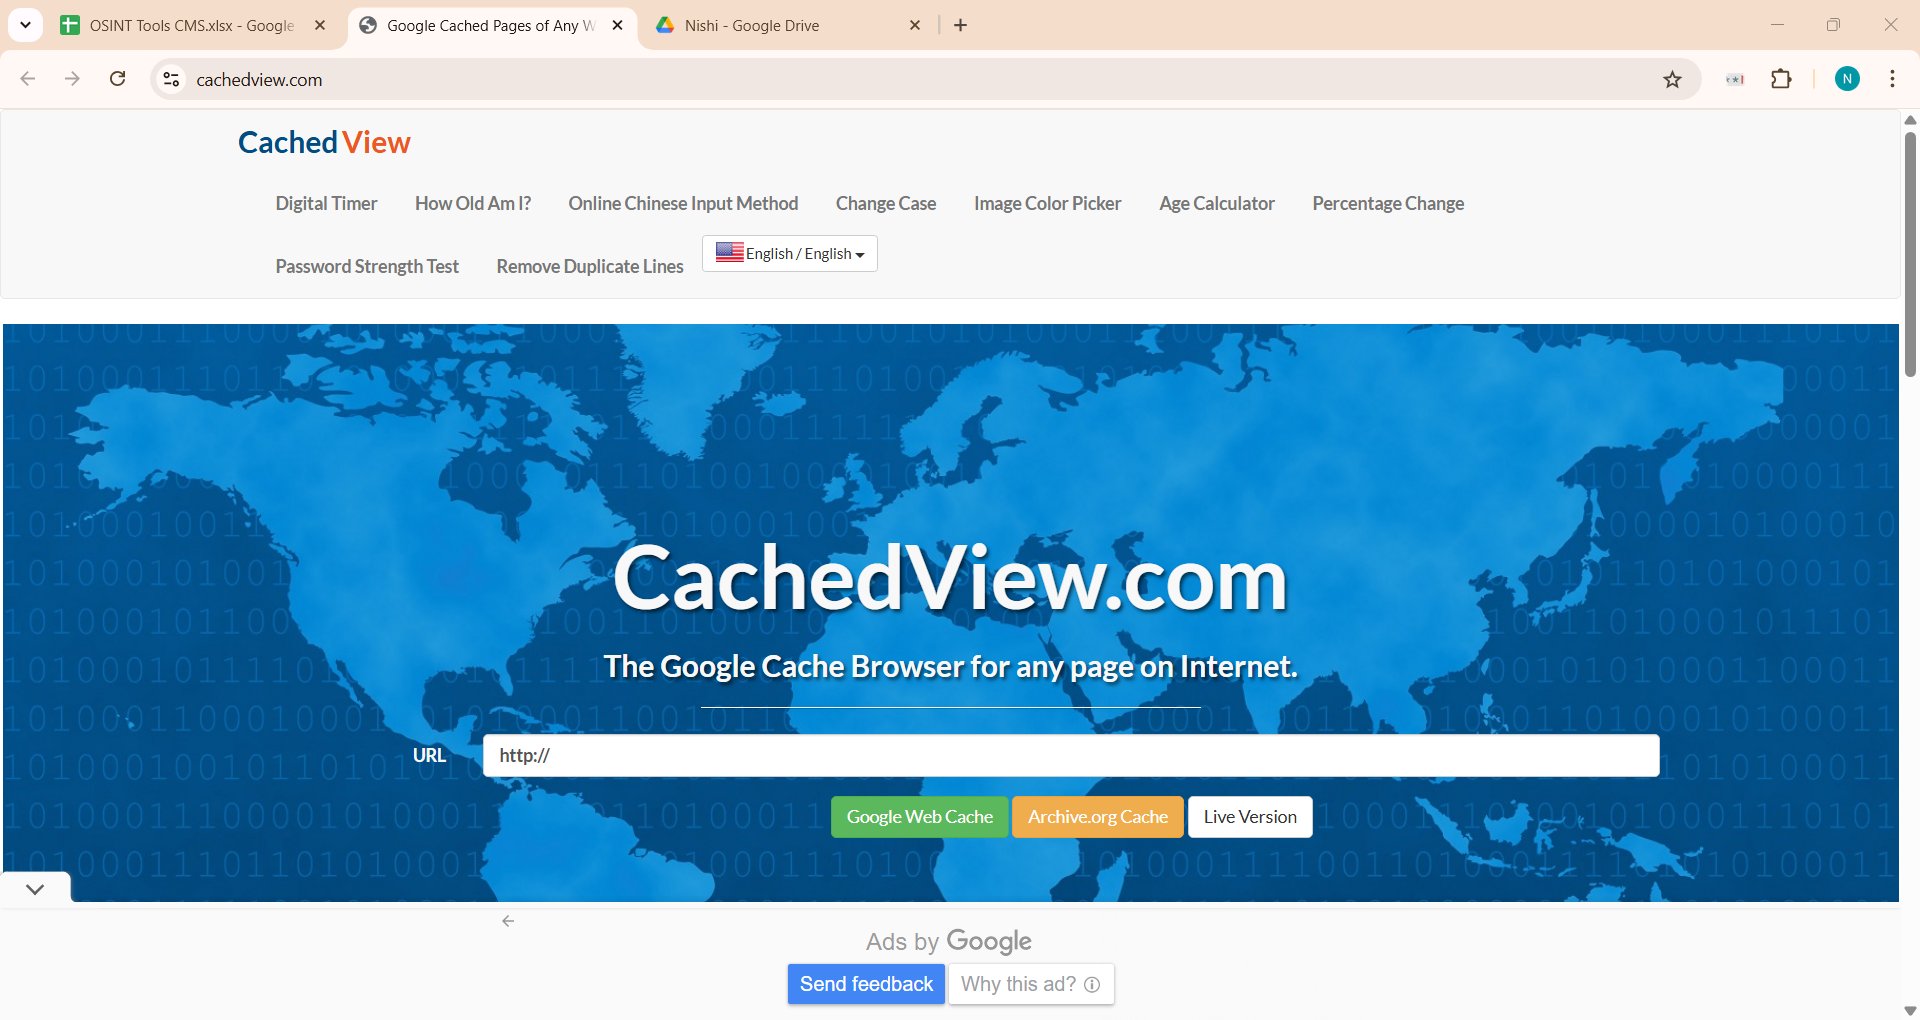 OSINT Tools CMS.xlsx - Google
Google Cached Pages of Any W
Nishi - Google Drive
cachedview.com
N
Cached View
Digital Timer
How Old Am I?
Online Chinese Input Method
Change Case
Image Color Picker
Age Calculator
Percentage Change
Password Strength Test
Remove Duplicate Lines
English / English
CachedView.com
The Google Cache Browser for any page on Internet.
URL
http://
Google Web Cache
Archive.org Cache
Live Version
Ads by Google
Send feedback
Why this ad?